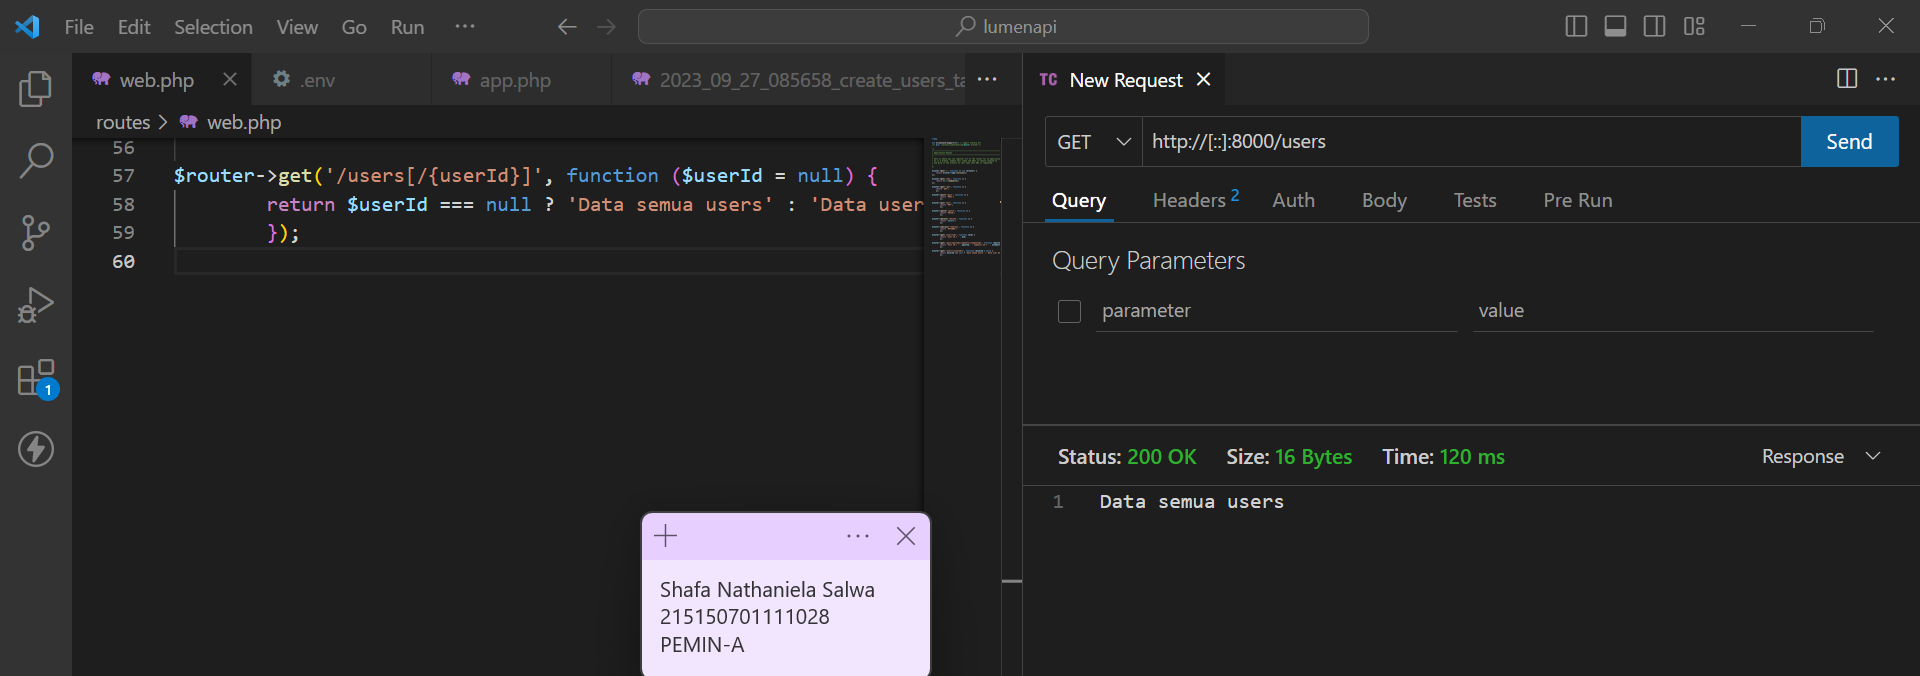 File Edit Selection View Go Run ··· lumenapi
web.php .env app.php 2023_09_27_085658_create_users_ta ···
routes > web.php
56
57 $router->get('/users[/{userId}]', function ($userId = null) {
58 return $userId === null ? 'Data semua users' : 'Data user
59 });
60
1
TC New Request
GET http://[::]:8000/users Send
Query Headers 2 Auth Body Tests Pre Run
Query Parameters
parameter value
Status: 200 OK Size: 16 Bytes Time: 120 ms Response
1 Data semua users
Shafa Nathaniela Salwa
215150701111028
PEMIN-A